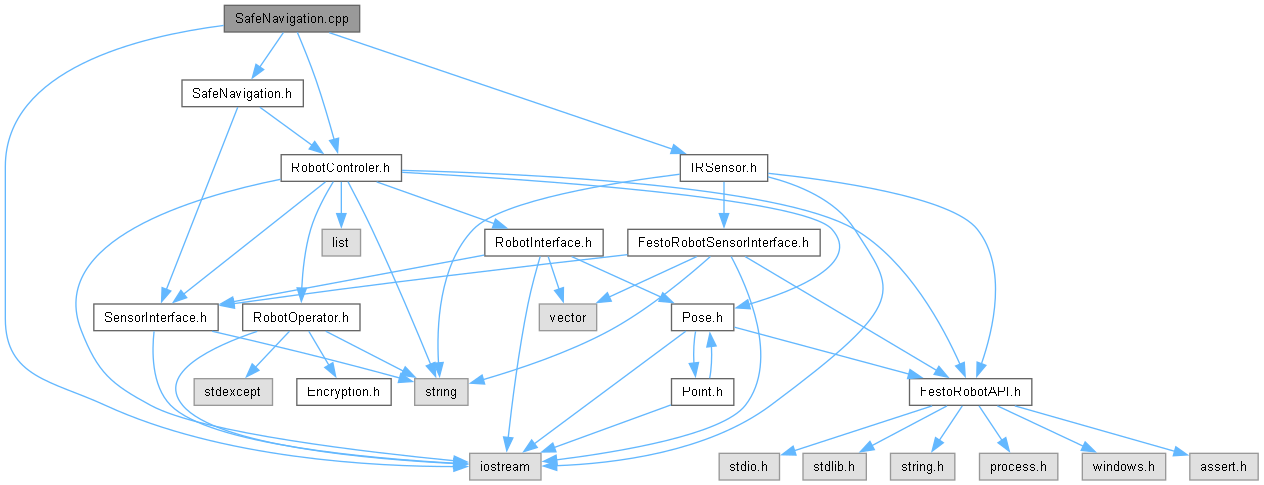 SafeNavigation.cpp
SafeNavigation.h
RobotControler.h
IRSensor.h
list
RobotInterface.h
FestoRobotSensorInterface.h
SensorInterface.h
RobotOperator.h
vector
Pose.h
stdexcept
Encryption.h
string
Point.h
FestoRobotAPI.h
iostream
stdio.h
stdlib.h
string.h
process.h
windows.h
assert.h